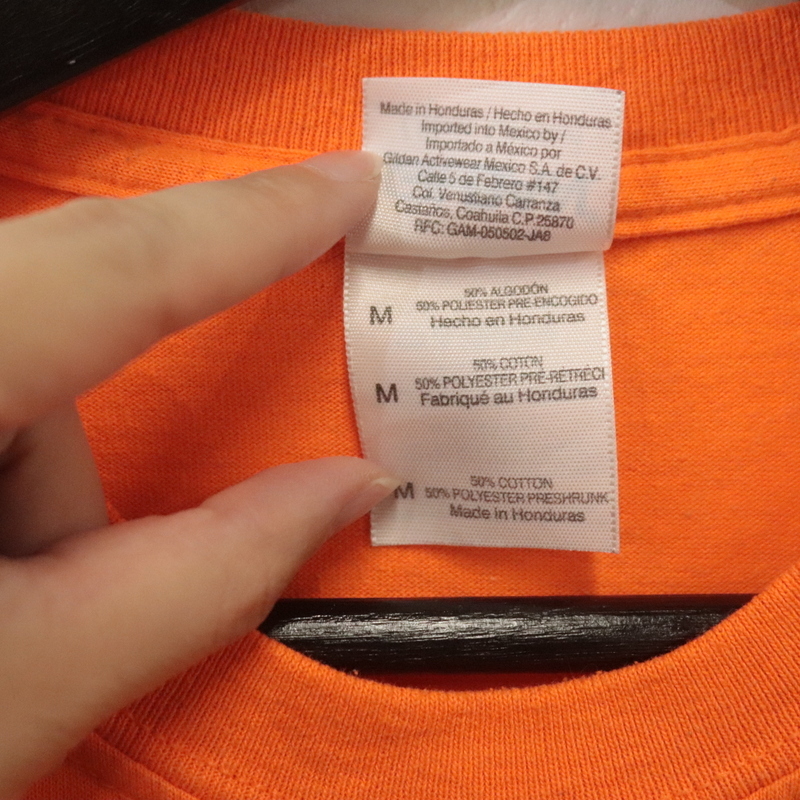 Made in Honduras / Hecho en Honduras
Imported into Mexico by /
Importado a México por
Gildan Activewear Mexico S.A. de C.V.
Calle 5 de Febrero #147
Col. Venustiano Carranza
Castaños, Coahuila C.P.25870
RFC: GAM-050502-JA6
50% ALGODÓN
M 50% POLIESTER PRE-ENCOGIDO
Hecho en Honduras
50% COTON
M 50% POLYESTER PRÉ-RÉTRÉCI
Fabriqué au Honduras
50% COTTON
M 50% POLYESTER PRESHRUNK
Made in Honduras